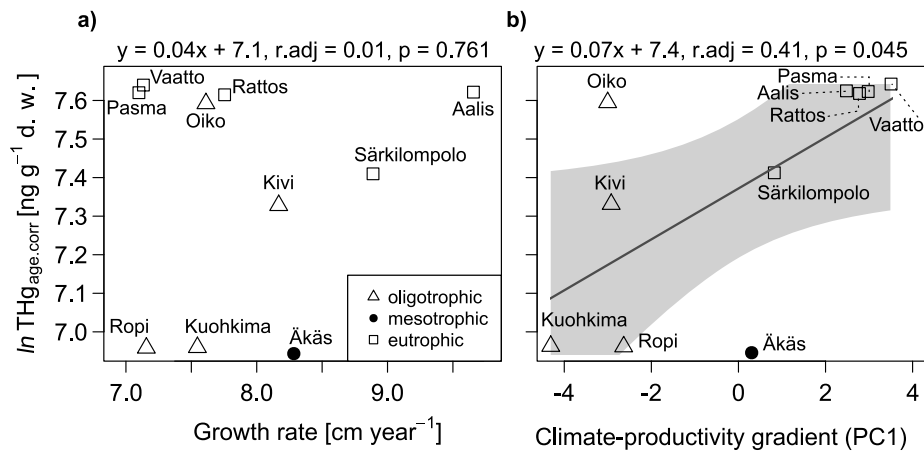 a)
y = 0.04x + 7.1, r.adj = 0.01, p = 0.761
ln THg age.corr [ng g⁻¹ d. w.]
7.6
7.5
7.4
7.3
7.2
7.1
7.0
Vaatto
Pasma
Rattos
Oiko
Aalis
Särkilompolo
Kivi
Ropi
Kuohkima
Äkäs
oligotrophic
mesotrophic
eutrophic
7.0 8.0 9.0
Growth rate [cm year⁻¹]
b)
y = 0.07x + 7.4, r.adj = 0.41, p = 0.045
Oiko
Pasma
Aalis
Rattos
Vaatto
Kivi
Särkilompolo
Kuohkima
Ropi
Äkäs
-4 -2 0 2 4
Climate-productivity gradient (PC1)